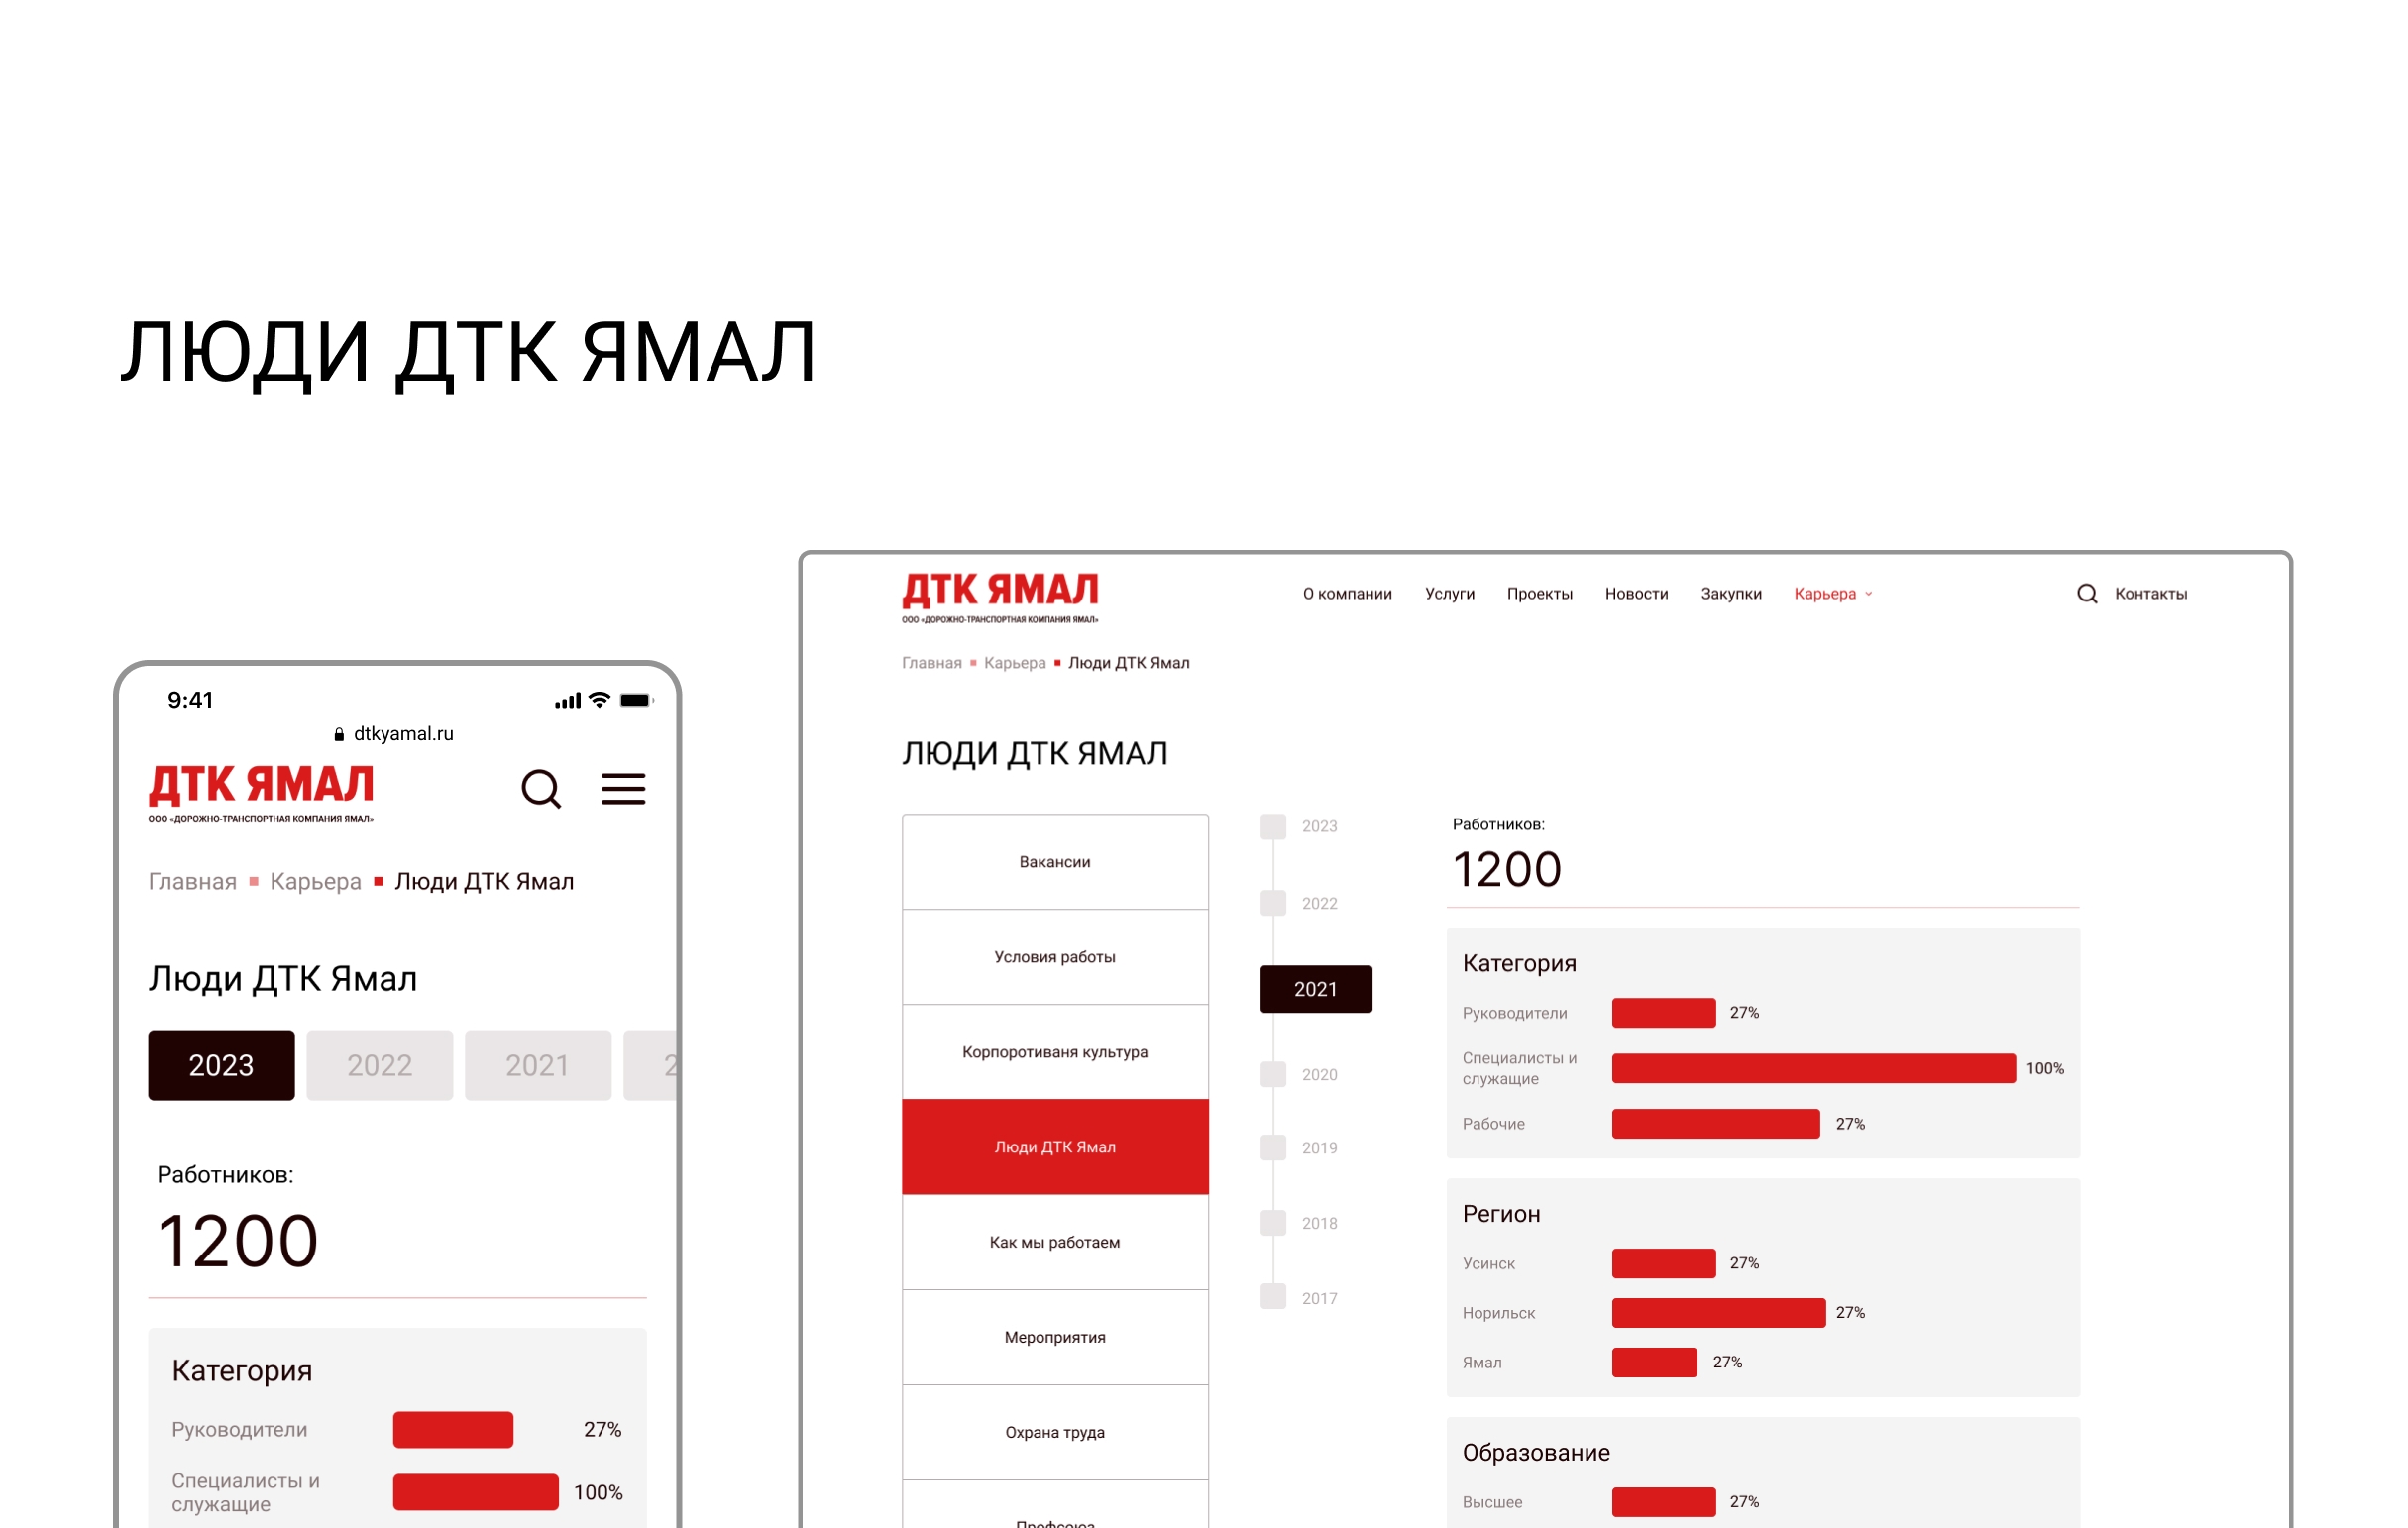 ЛЮДИ ДТК ЯМАЛ
9:41
dtkyamal.ru
ДТК ЯМАЛ
ООО «ДОРОЖНО-ТРАНСПОРТНАЯ КОМПАНИЯ ЯМАЛ»
Главная Карьера Люди ДТК Ямал
Люди ДТК Ямал
2023 2022 2021 2
Работников:
1200
Категория
Руководители 27%
Специалисты и
служащие 100%
ДТК ЯМАЛ
ООО «ДОРОЖНО-ТРАНСПОРТНАЯ КОМПАНИЯ ЯМАЛ»
О компании Услуги Проекты Новости Закупки Карьера Контакты
Главная Карьера Люди ДТК Ямал
ЛЮДИ ДТК ЯМАЛ
Вакансии
Условия работы
Корпоротиваня культура
Люди ДТК Ямал
Как мы работаем
Мероприятия
Охрана труда
Профсоюз
2023
2022
2021
2020
2019
2018
2017
Работников:
1200
Категория
Руководители 27%
Специалисты и
служащие 100%
Рабочие 27%
Регион
Усинск 27%
Норильск 27%
Ямал 27%
Образование
Высшее 27%